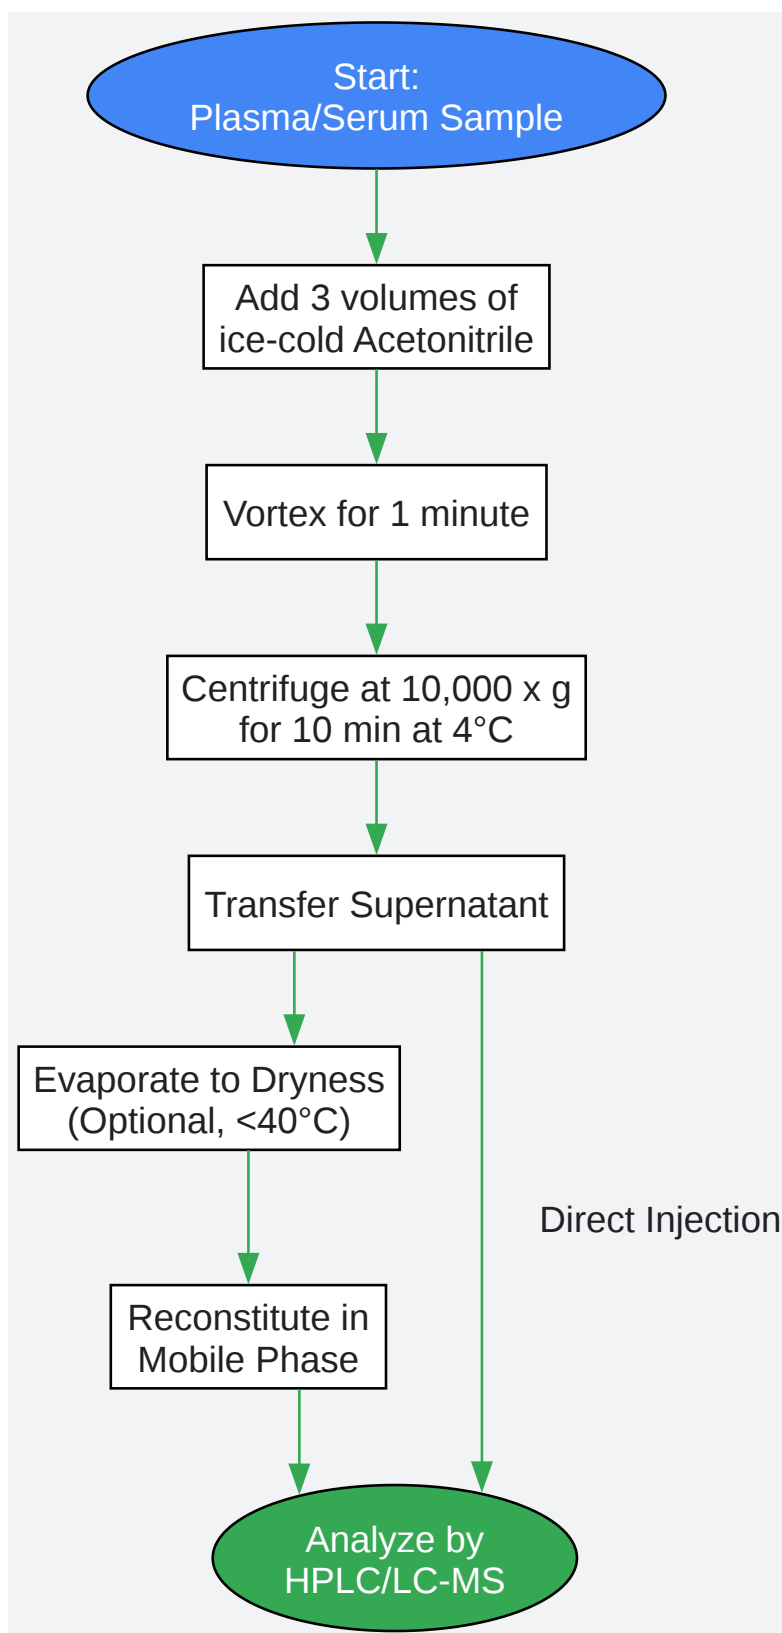 Start:
Plasma/Serum Sample
Add 3 volumes of
ice-cold Acetonitrile
Vortex for 1 minute
Centrifuge at 10,000 x g
for 10 min at 4°C
Transfer Supernatant
Evaporate to Dryness
(Optional, <40°C)
Direct Injection
Reconstitute in
Mobile Phase
Analyze by
HPLC/LC-MS